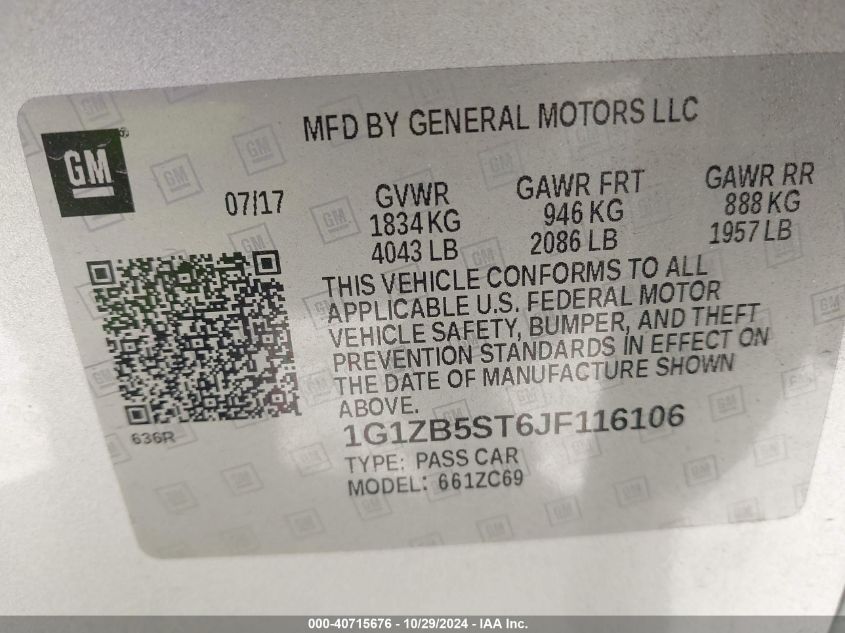 GM
MFD BY GENERAL MOTORS LLC
07/17
GVWR
1834 KG
4043 LB
GAWR FRT
946 KG
2086 LB
GAWR RR
888 KG
1957 LB
THIS VEHICLE CONFORMS TO ALL
APPLICABLE U.S. FEDERAL MOTOR
VEHICLE SAFETY, BUMPER, AND THEFT
PREVENTION STANDARDS IN EFFECT ON
THE DATE OF MANUFACTURE SHOWN
ABOVE.
636R
1G1ZB5ST6JF116106
TYPE: PASS CAR
MODEL: 661ZC69
000-40715676 - 10/29/2024 - IAA Inc.